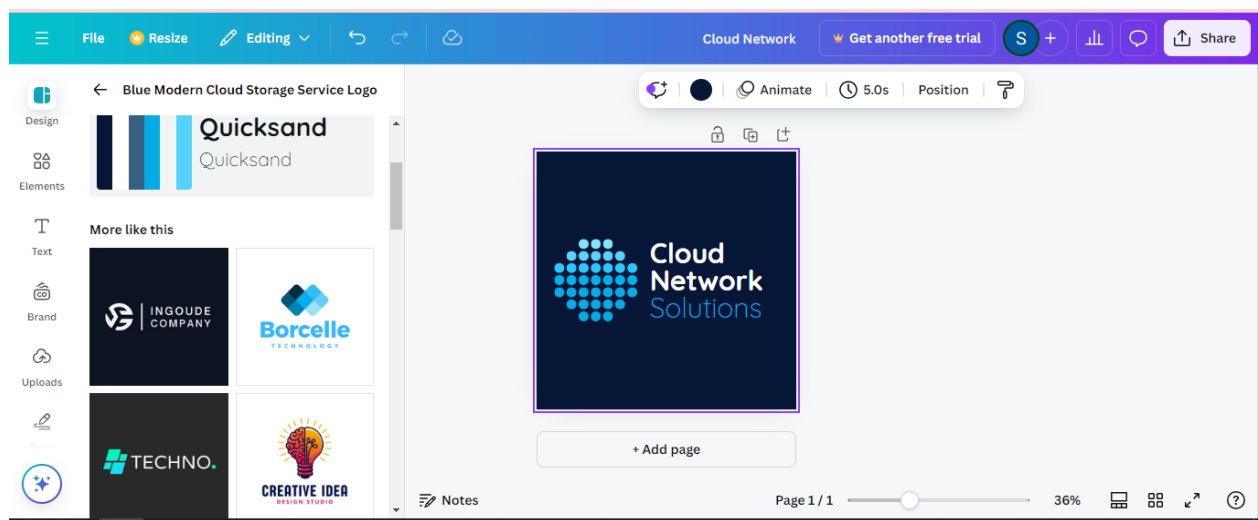 File
Resize
Editing
Cloud Network
Get another free trial
S
Share
Design
Elements
Text
Brand
Uploads
Blue Modern Cloud Storage Service Logo
Quicksand
Quicksand
More like this
INGOUDE
COMPANY
Borcelle
TECHNOLOGY
TECHNO.
CREATIVE IDEA
DESIGN STUDIO
Animate
5.0s
Position
Cloud
Network
Solutions
+ Add page
Notes
Page 1 / 1
36%